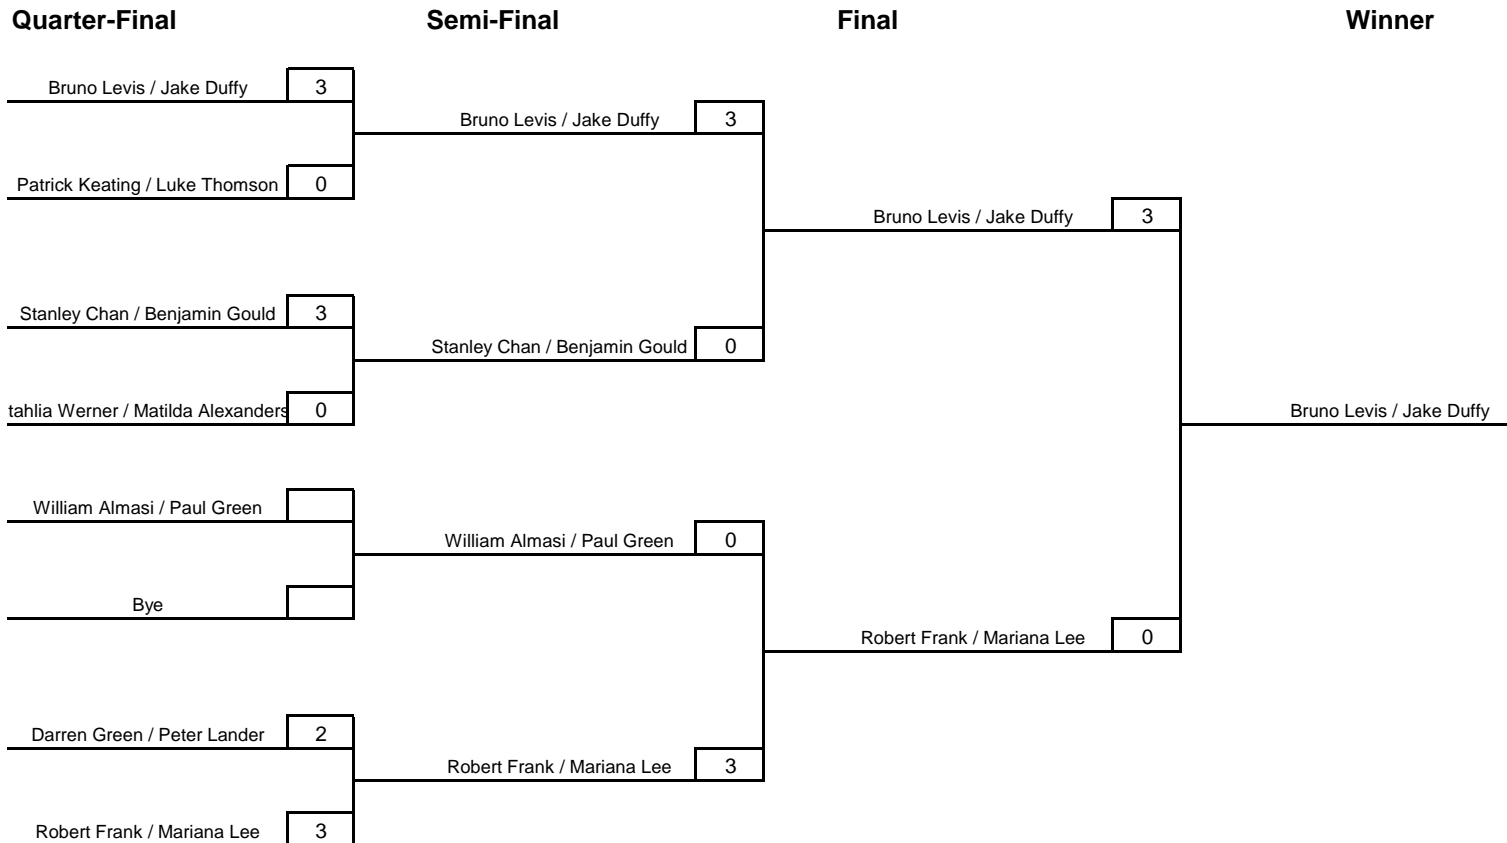 Quarter-Final Semi-Final Final Winner
Bruno Levis / Jake Duffy 3
Bruno Levis / Jake Duffy 3
Patrick Keating / Luke Thomson 0
Bruno Levis / Jake Duffy 3
Stanley Chan / Benjamin Gould 3
Stanley Chan / Benjamin Gould 0
tahlia Werner / Matilda Alexanders 0
Bruno Levis / Jake Duffy
William Almasi / Paul Green
William Almasi / Paul Green 0
Bye
Robert Frank / Mariana Lee 0
Darren Green / Peter Lander 2
Robert Frank / Mariana Lee 3
Robert Frank / Mariana Lee 3